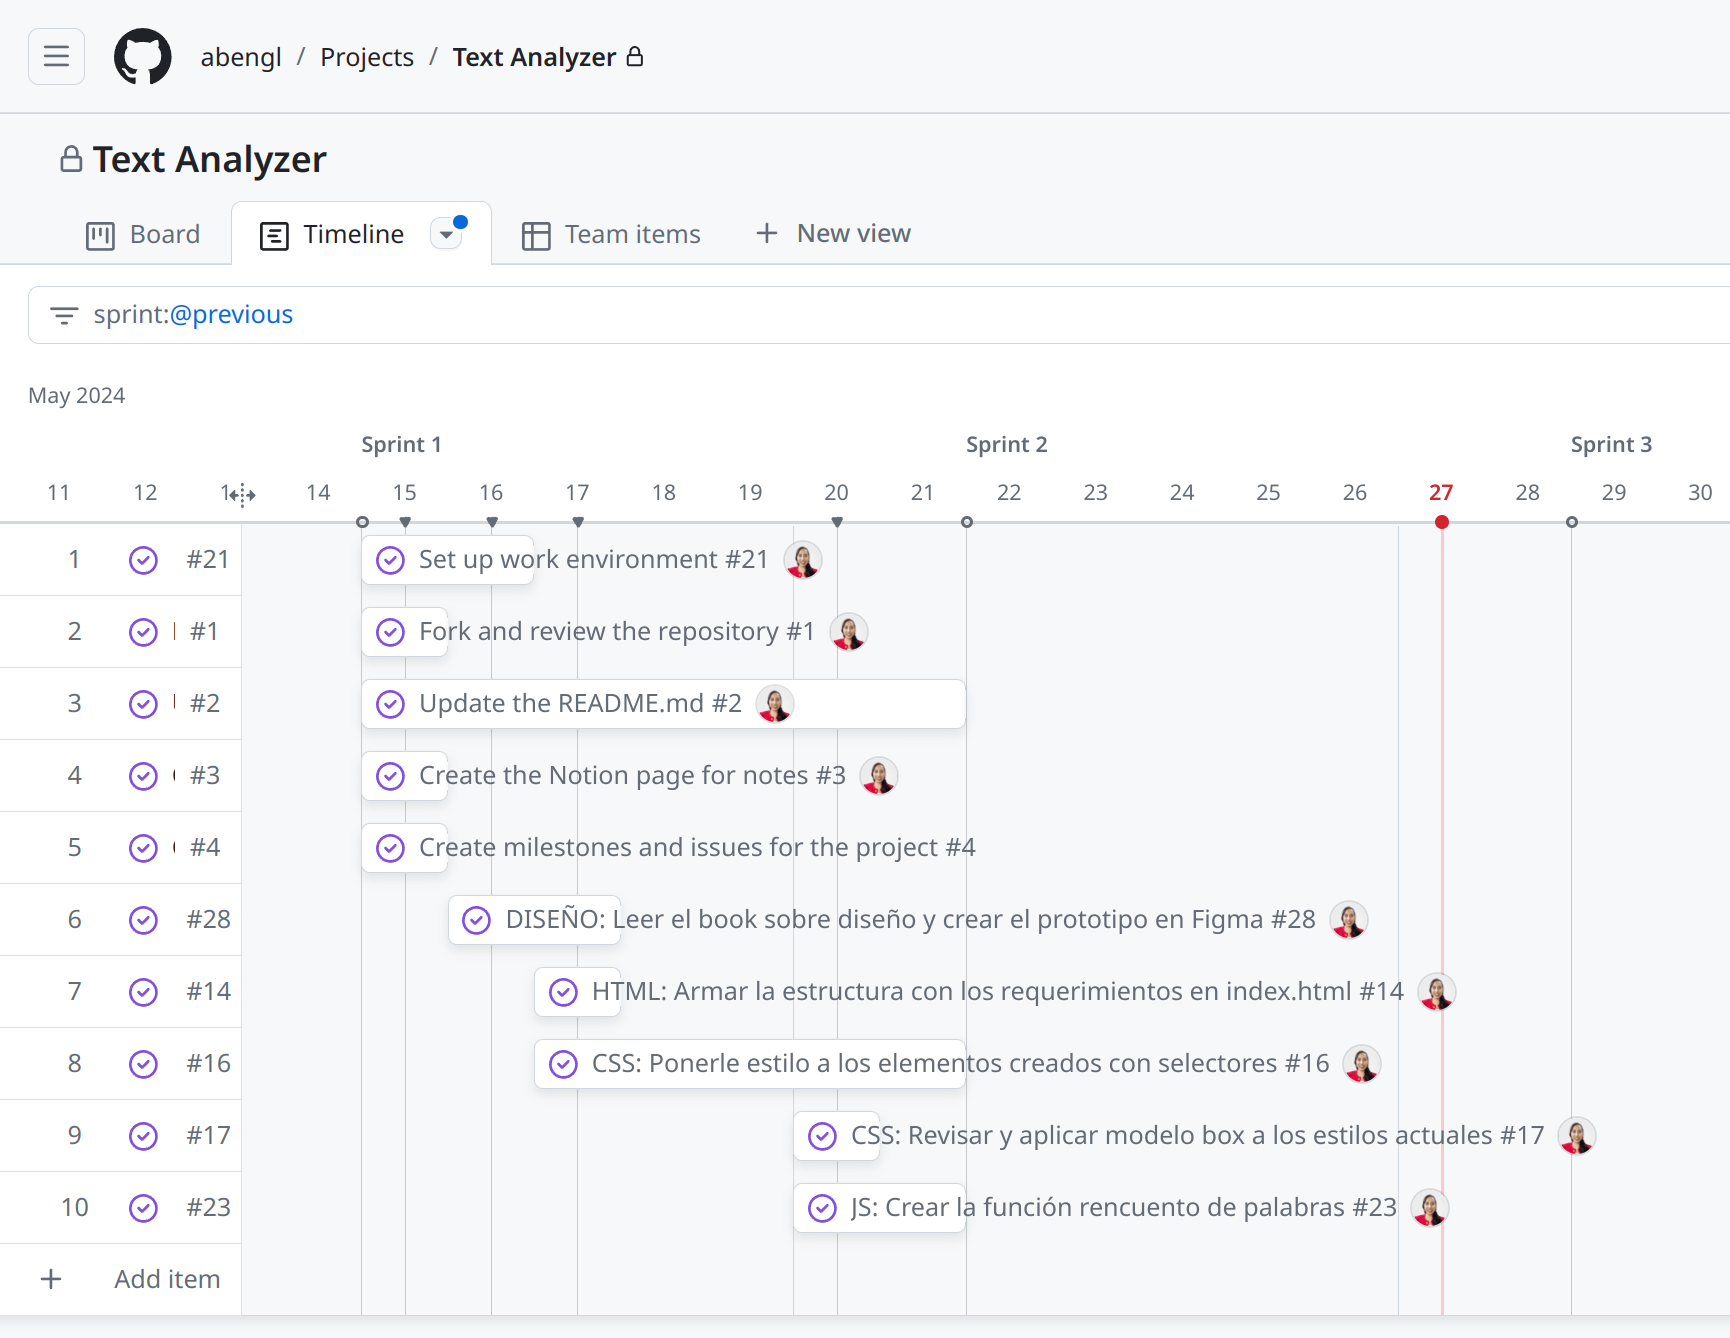 abengl / Projects / Text Analyzer
Text Analyzer
Board Timeline Team items + New view
sprint:@previous
May 2024
Sprint 1 Sprint 2 Sprint 3
11 12 14 15 16 17 18 19 20 21 22 23 24 25 26 27 28 29 30
1 #21 Set up work environment #21
2 #1 Fork and review the repository #1
3 #2 Update the README.md #2
4 #3 Create the Notion page for notes #3
5 #4 Create milestones and issues for the project #4
6 #28 DISEÑO: Leer el book sobre diseño y crear el prototipo en Figma #28
7 #14 HTML: Armar la estructura con los requerimientos en index.html #14
8 #16 CSS: Ponerle estilo a los elementos creados con selectores #16
9 #17 CSS: Revisar y aplicar modelo box a los estilos actuales #17
10 #23 JS: Crear la función rencuento de palabras #23
+ Add item